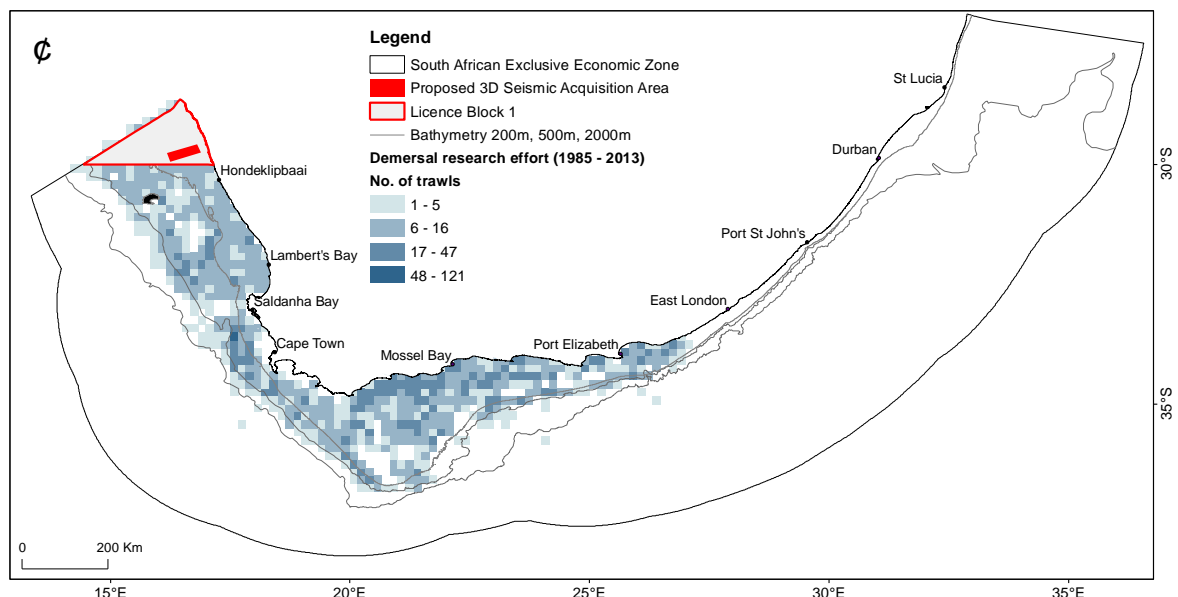 ¢
Legend
South African Exclusive Economic Zone
Proposed 3D Seismic Acquisition Area
Licence Block 1
Bathymetry 200m, 500m, 2000m
Demersal research effort (1985 - 2013)
No. of trawls
1 - 5
6 - 16
17 - 47
48 - 121
St Lucia
Durban
Port St John's
East London
Port Elizabeth
Mossel Bay
Cape Town
Saldanha Bay
Lambert's Bay
Hondeklipbaai
30°S
35°S
0 200 Km
15°E 20°E 25°E 30°E 35°E